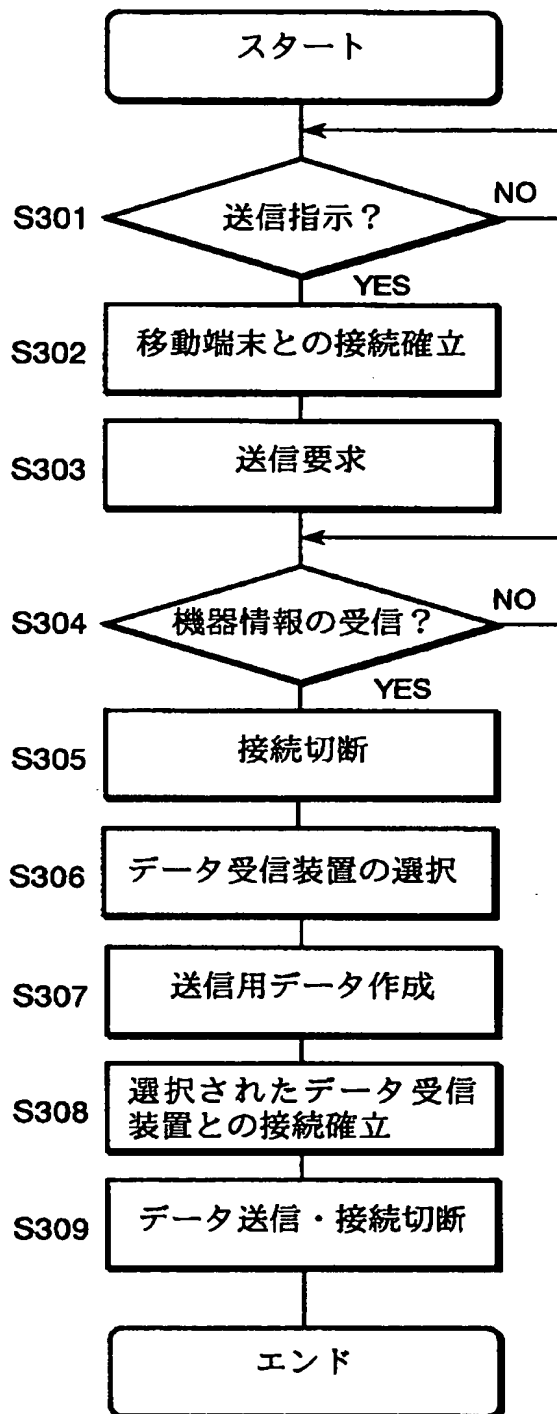 スタート
S301
送信指示?
NO
YES
S302
移動端末との接続確立
S303
送信要求
S304
機器情報の受信?
NO
YES
S305
接続切断
S306
データ受信装置の選択
S307
送信用データ作成
S308
選択されたデータ受信
装置との接続確立
S309
データ送信・接続切断
エンド